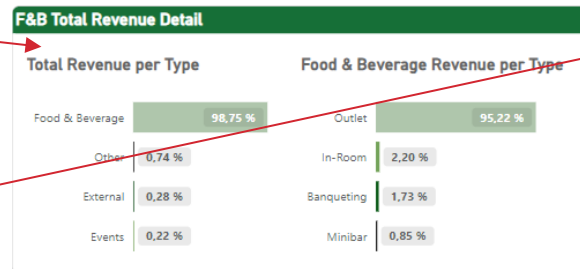 F&B Total Revenue Detail
Total Revenue per Type
Food & Beverage 98,75 %
Other 0,74 %
External 0,28 %
Events 0,22 %
Food & Beverage Revenue per Type
Outlet 95,22 %
In-Room 2,20 %
Banqueting 1,73 %
Minibar 0,85 %